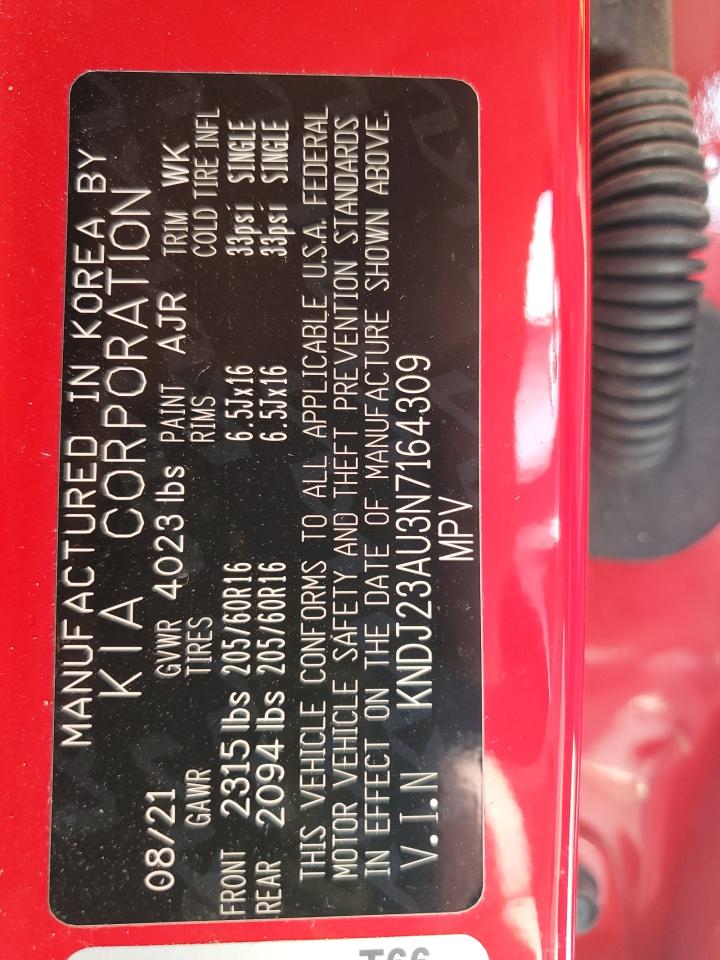 MANUFACTURED IN KOREA BY
KIA CORPORATION
08/21 GVWR 4023 lbs PAINT AJR TRIM WK
GAWR TIRES RIMS COLD TIRE INFL
FRONT 2315 lbs 205/60R16 6.5Jx16 33psi SINGLE
REAR 2094 lbs 205/60R16 6.5Jx16 33psi SINGLE
THIS VEHICLE CONFORMS TO ALL APPLICABLE U.S.A. FEDERAL
MOTOR VEHICLE SAFETY AND THEFT PREVENTION STANDARDS
IN EFFECT ON THE DATE OF MANUFACTURE SHOWN ABOVE.
V.I.N KNDJ23AU3N7164309
MPV